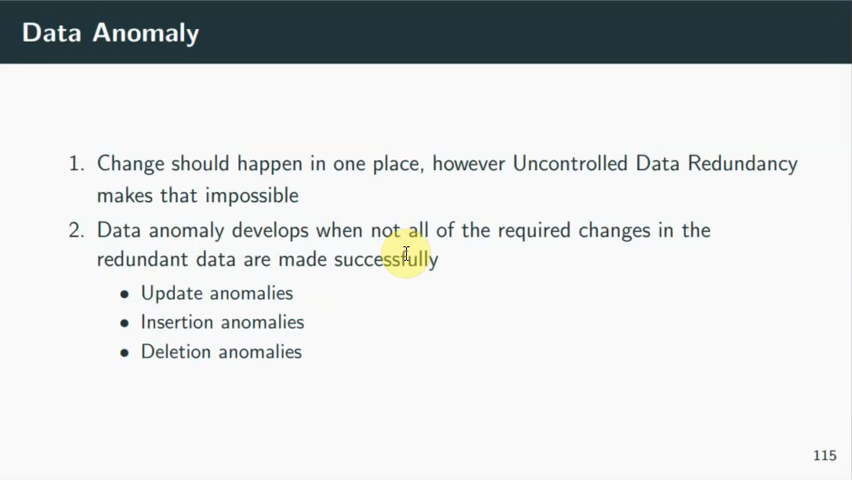 Data Anomaly
1. Change should happen in one place, however Uncontrolled Data Redundancy
makes that impossible
2. Data anomaly develops when not all of the required changes in the
redundant data are made successfully
• Update anomalies
• Insertion anomalies
• Deletion anomalies
115